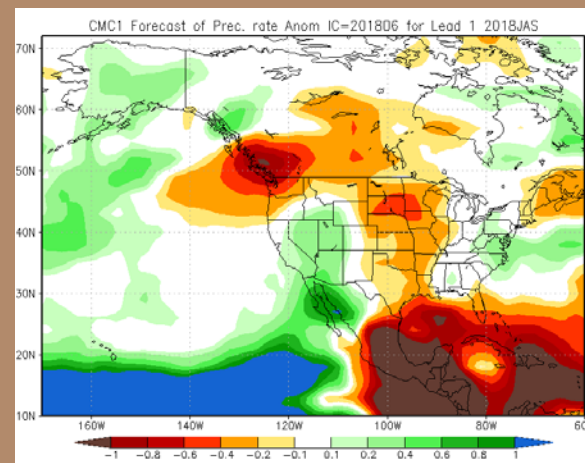 CMC1 Forecast of Prec. rate Anom IC=201806 for Lead 1 2018JAS
70N
60N
50N
40N
30N
20N
10N
160W 140W 120W 100W 80W 60
-1 -0.8 -0.6 -0.4 -0.2 -0.1 0.1 0.2 0.4 0.6 0.8 1